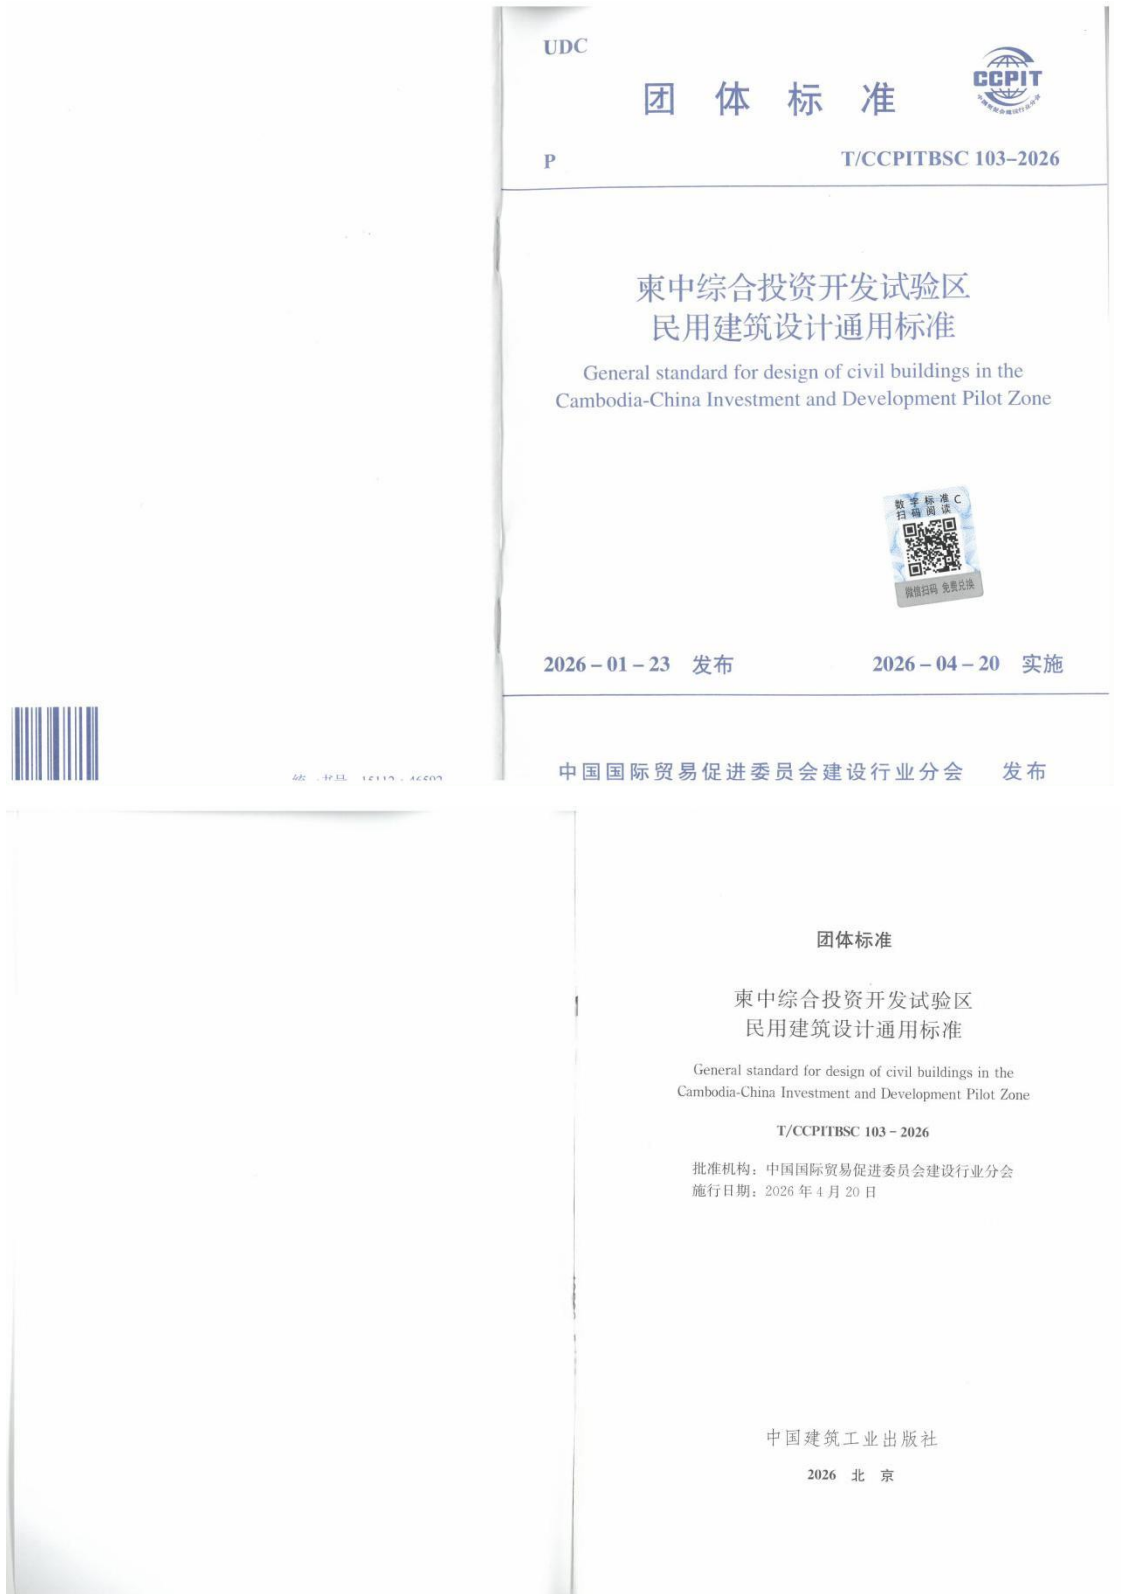 UDC
团体标准
CCPIT
P
T/CCPITBSC 103-2026
柬中综合投资开发试验区
民用建筑设计通用标准
General standard for design of civil buildings in the
Cambodia-China Investment and Development Pilot Zone
数字标准C
扫码阅读
微信扫码 免费兑换
2026-01-23 发布
2026-04-20 实施
中国国际贸易促进委员会建设行业分会 发布
团体标准
柬中综合投资开发试验区
民用建筑设计通用标准
General standard for design of civil buildings in the
Cambodia-China Investment and Development Pilot Zone
T/CCPITBSC 103-2026
批准机构：中国国际贸易促进委员会建设行业分会
施行日期：2026 年 4 月 20 日
中国建筑工业出版社
2026 北 京